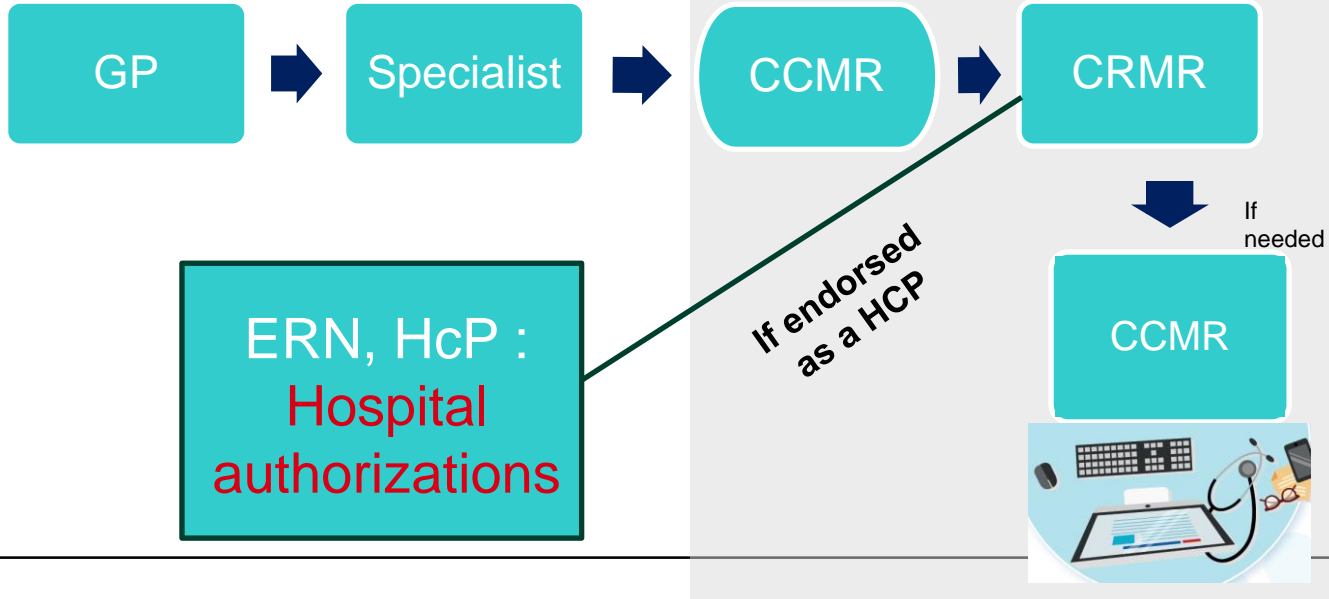 GP
Specialist
CCMR
CRMR
If
needed
If endorsed
as a HCP
ERN, HcP :
Hospital
authorizations
CCMR